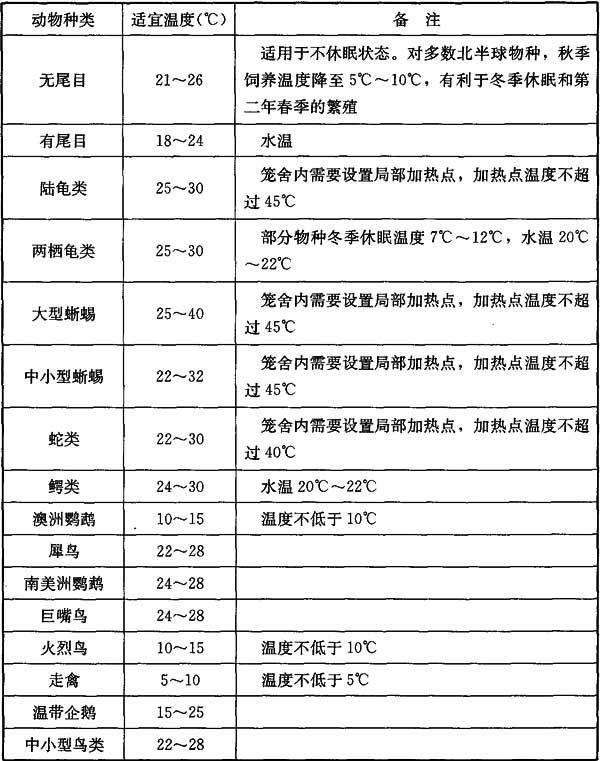 动物种类 适宜温度(℃) 备 注
无尾目 21～26 适用于不休眠状态。对多数北半球物种，秋季
饲养温度降至 5℃～10℃，有利于冬季休眠和第
二年春季的繁殖
有尾目 18～24 水温
陆龟类 25～30 笼舍内需要设置局部加热点，加热点温度不超
过 45℃
两栖龟类 25～30 部分物种冬季休眠温度 7℃～12℃，水温 20℃
～22℃
大型蜥蜴 25～40 笼舍内需要设置局部加热点，加热点温度不超
过 45℃
中小型蜥蜴 22～32 笼舍内需要设置局部加热点，加热点温度不超
过 45℃
蛇类 22～30 笼舍内需要设置局部加热点，加热点温度不超
过 40℃
鳄类 24～30 水温 20℃～22℃
澳洲鹦鹉 10～15 温度不低于 10℃
犀鸟 22～28
南美洲鹦鹉 24～28
巨嘴鸟 24～28
火烈鸟 10～15 温度不低于 10℃
走禽 5～10 温度不低于 5℃
温带企鹅 15～25
中小型鸟类 22～28